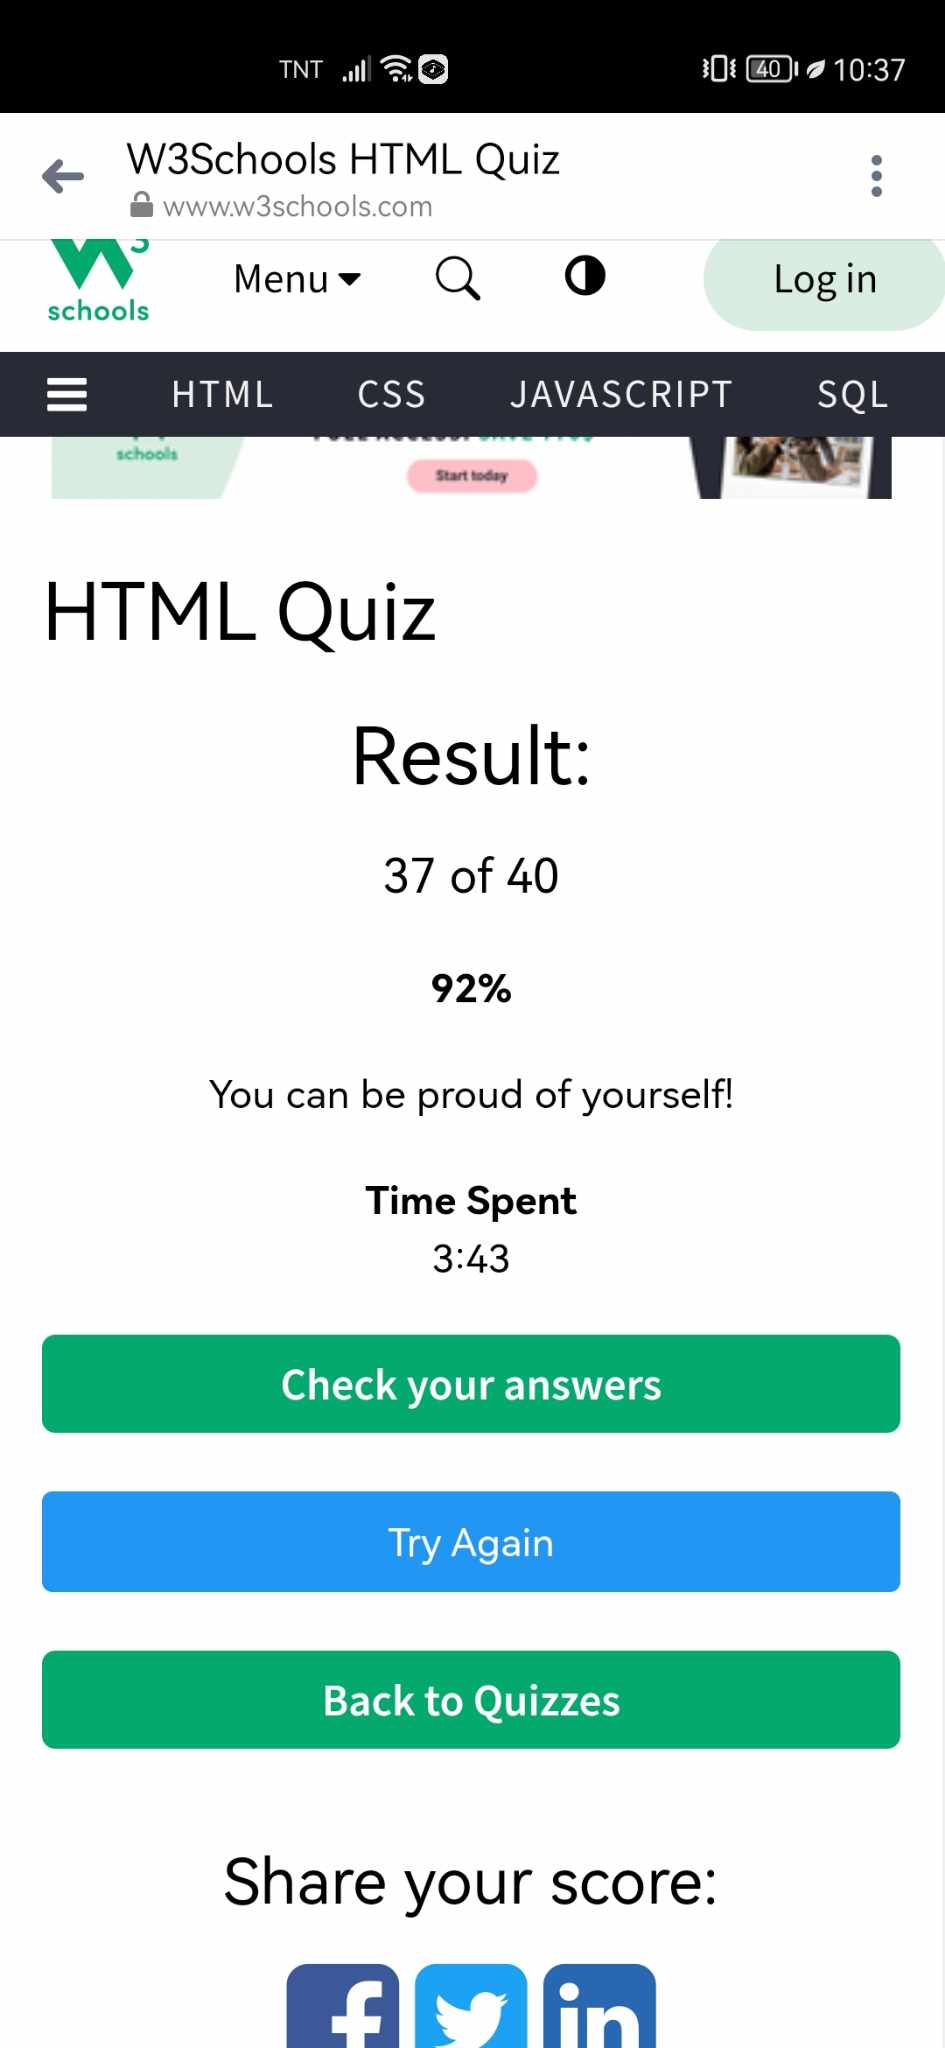 TNT 40 10:37
W3Schools HTML Quiz
www.w3schools.com
schools Menu Log in
HTML CSS JAVASCRIPT SQL
schools
Start today
HTML Quiz
Result:
37 of 40
92%
You can be proud of yourself!
Time Spent
3:43
Check your answers
Try Again
Back to Quizzes
Share your score: